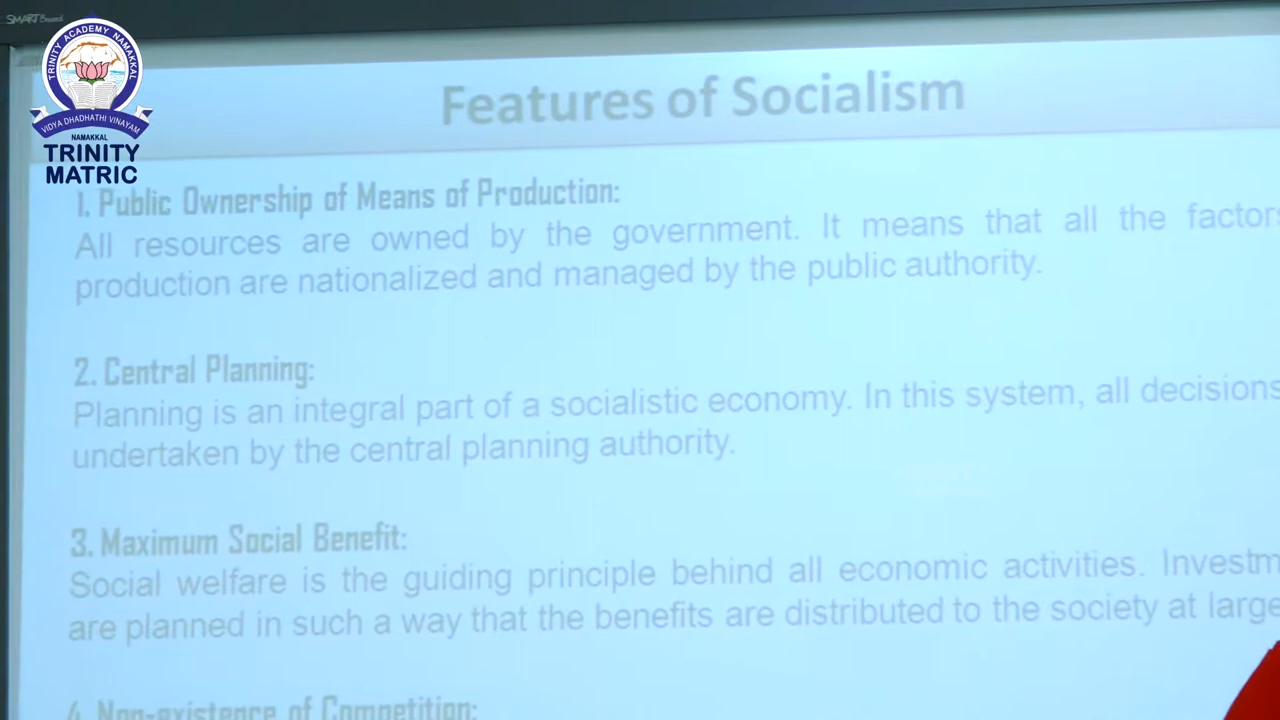 SMART Board
TRINITY ACADEMY NAMAKKAL
VIDYA DHADHATHI VINAYAM
NAMAKKAL
TRINITY
MATRIC
Features of Socialism
1. Public Ownership of Means of Production:
All resources are owned by the government. It means that all the factor
production are nationalized and managed by the public authority.
2. Central Planning:
Planning is an integral part of a socialistic economy. In this system, all decisions
undertaken by the central planning authority.
3. Maximum Social Benefit:
Social welfare is the guiding principle behind all economic activities. Investm
are planned in such a way that the benefits are distributed to the society at large
4. Non-existence of Competition: